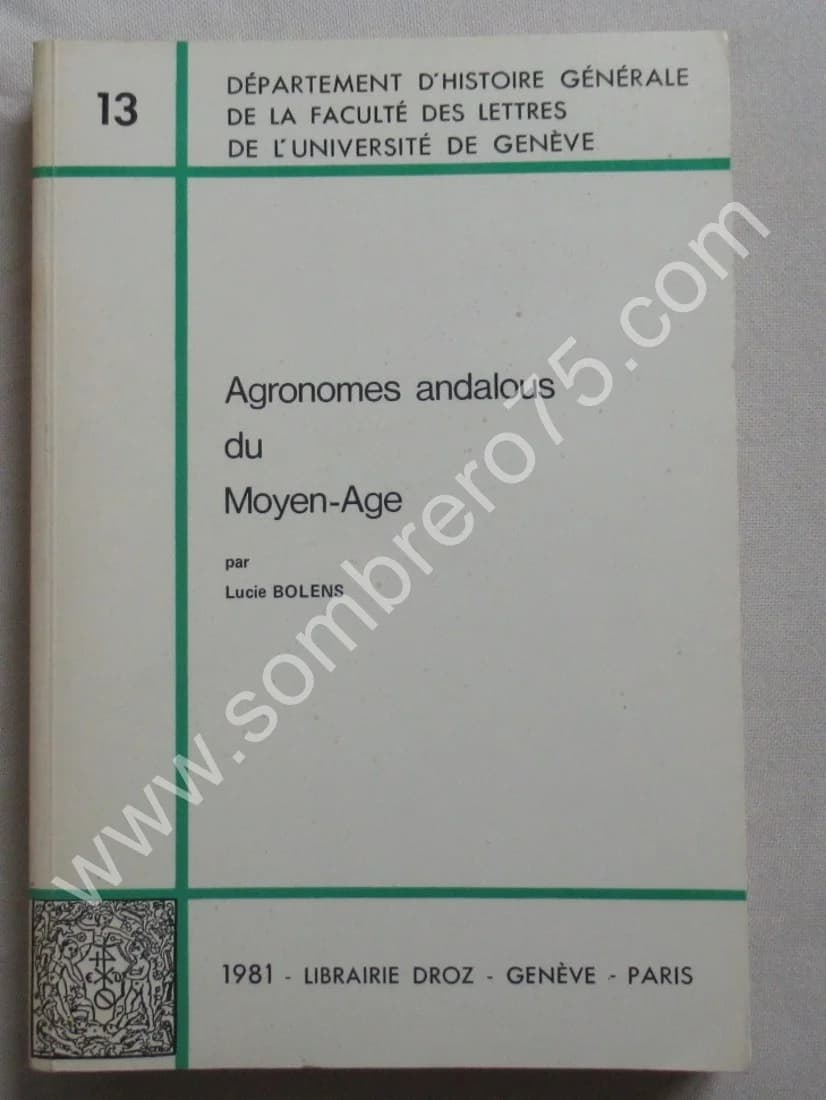 13
DÉPARTEMENT D'HISTOIRE GÉNÉRALE
DE LA FACULTÉ DES LETTRES
DE L'UNIVERSITÉ DE GENÈVE
Agronomes andalous
du
Moyen-Age
par
Lucie BOLENS
www.sombrero75.com
1981 - LIBRAIRIE DROZ - GENÈVE - PARIS